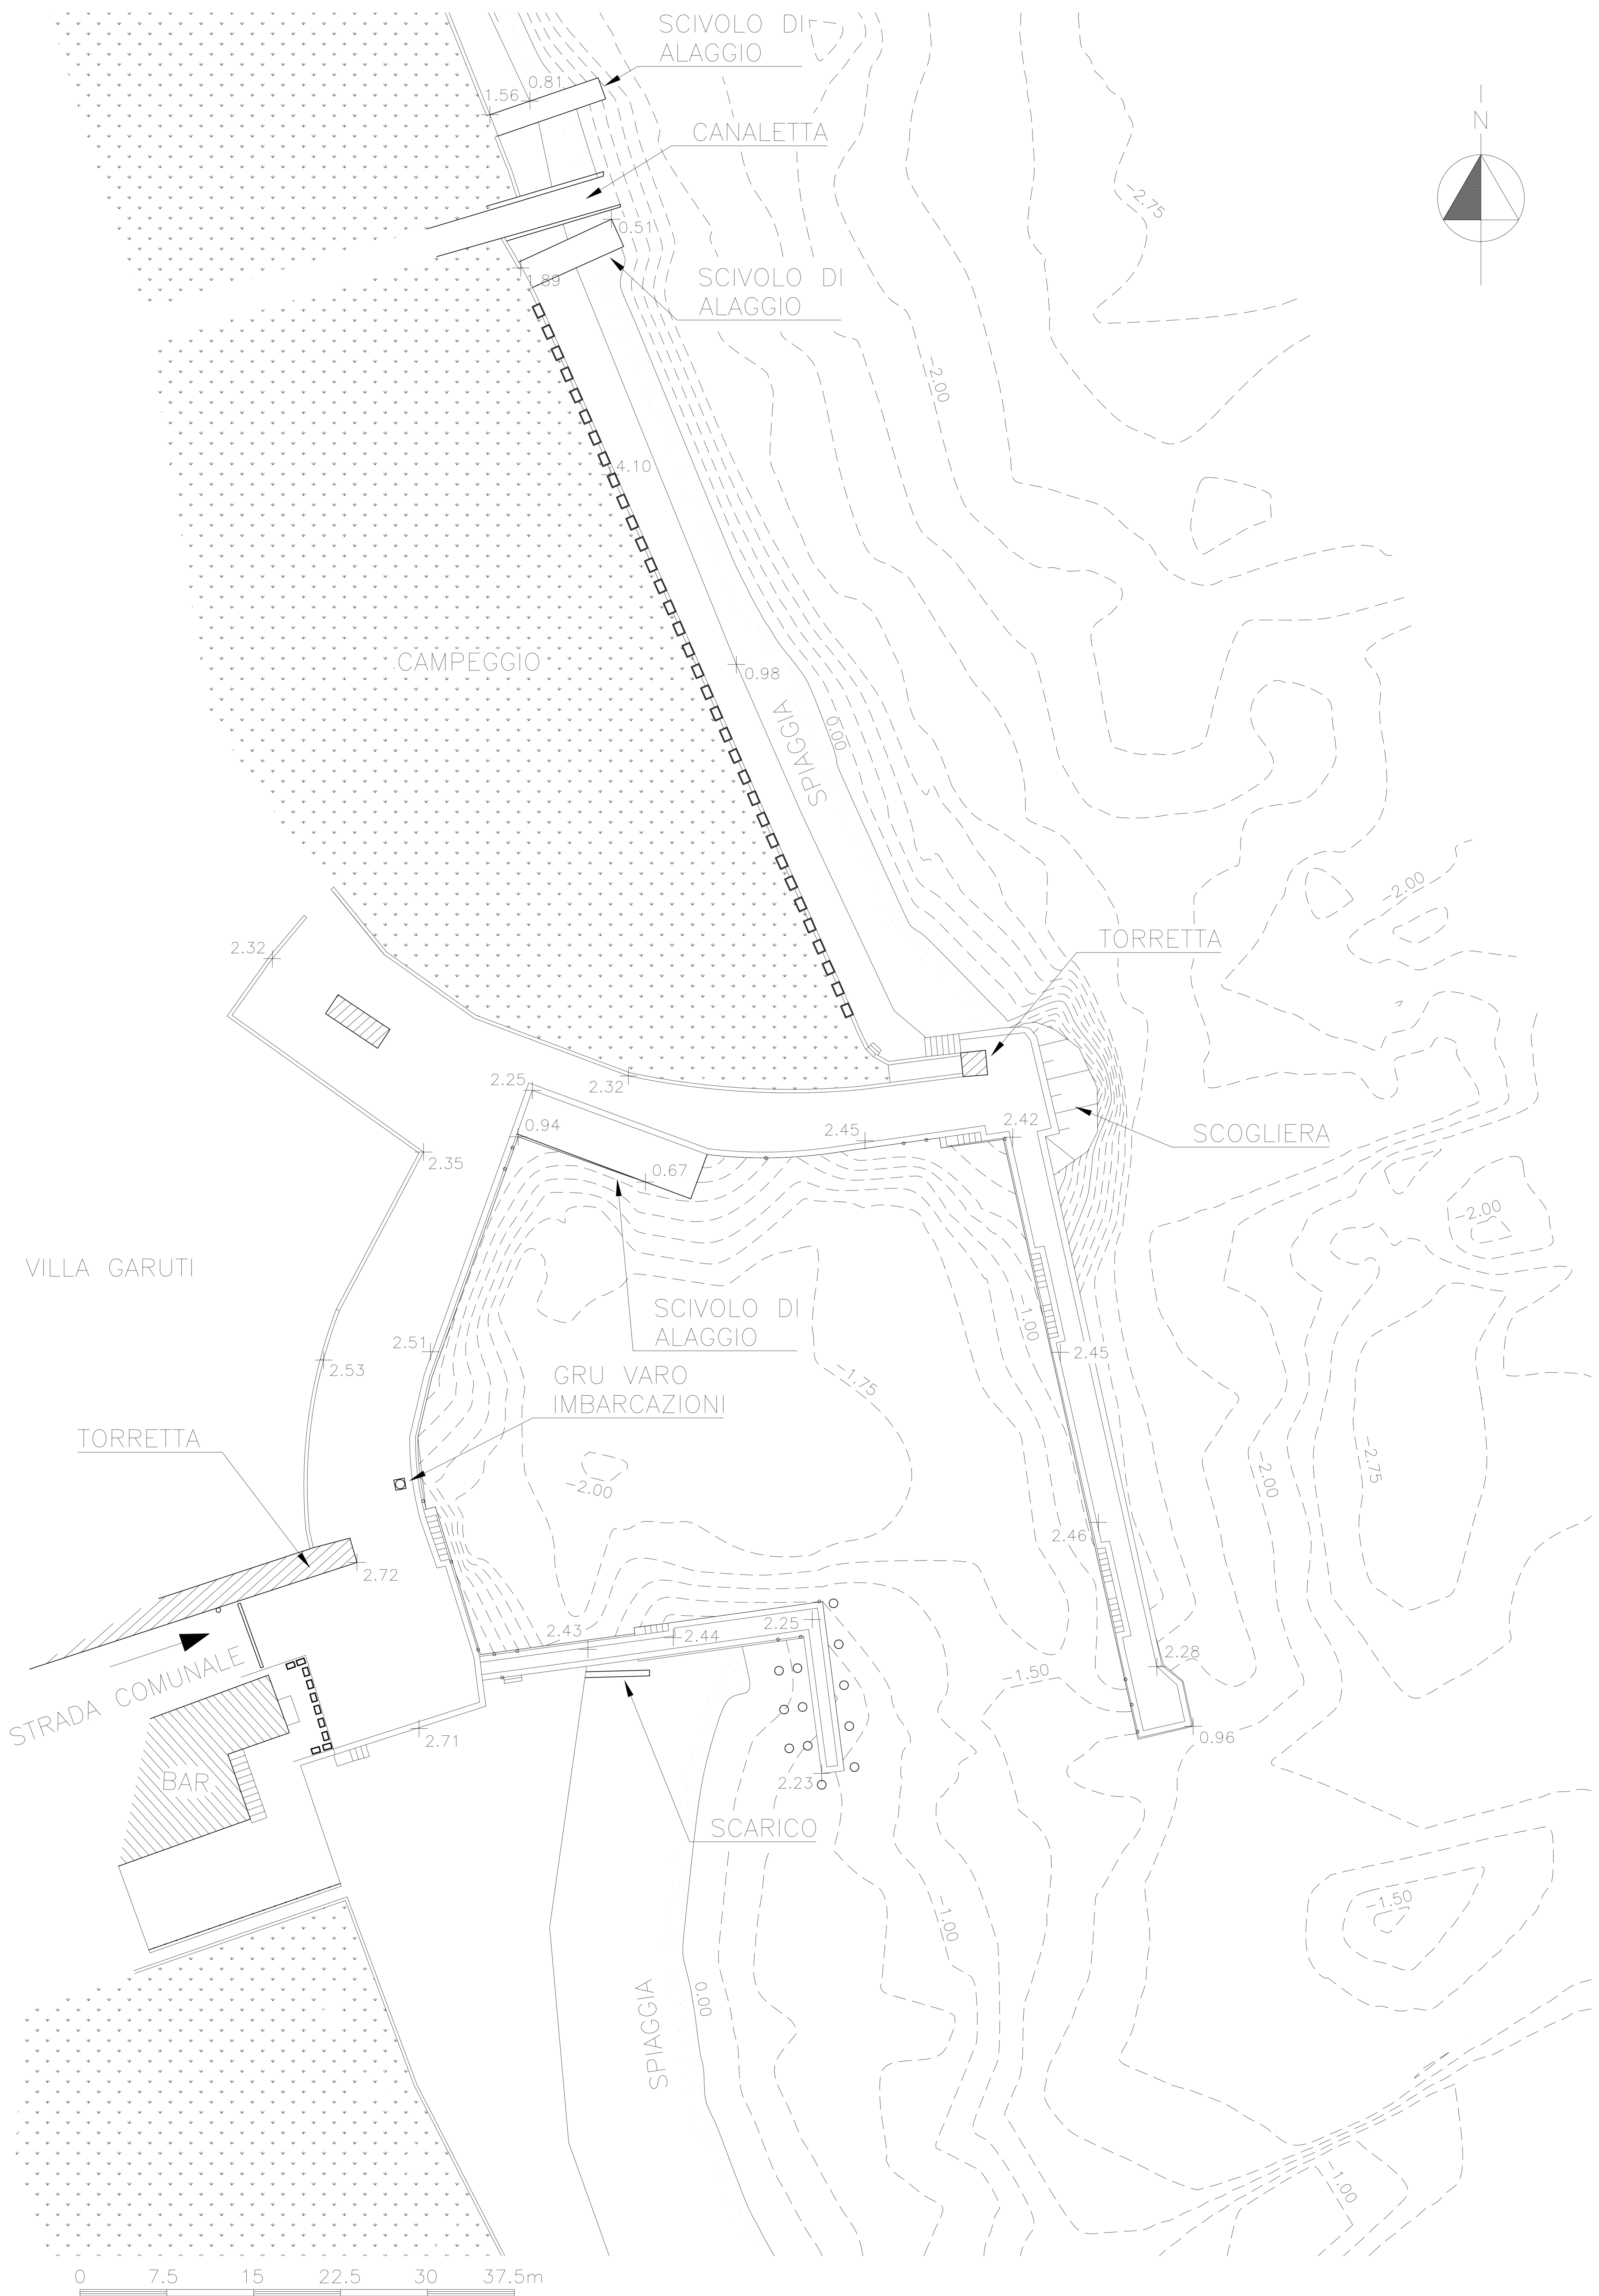 SCIVOLO DI
ALAGGIO
0.81
1.56
N
CANALETTA
-2.75
0.51
1.89
SCIVOLO DI
ALAGGIO
-2.00
4.10
CAMPEGGIO
0.98
SPIAGGIA
0.00
-2.00
TORRETTA
2.32
2.25
2.32
0.94
2.45
2.42
SCOGLIERA
2.35
0.67
-2.00
VILLA GARUTI
SCIVOLO DI
ALAGGIO
-1.00
2.51
2.45
2.53
-1.75
GRU VARO
IMBARCAZIONI
TORRETTA
-2.75
-2.00
-2.00
2.46
2.72
2.25
2.43
2.44
STRADA COMUNALE
2.28
-1.50
2.71
0.96
BAR
2.23
SCARICO
-1.50
-1.00
SPIAGGIA
0.00
-1.00
0 7.5 15 22.5 30 37.5m